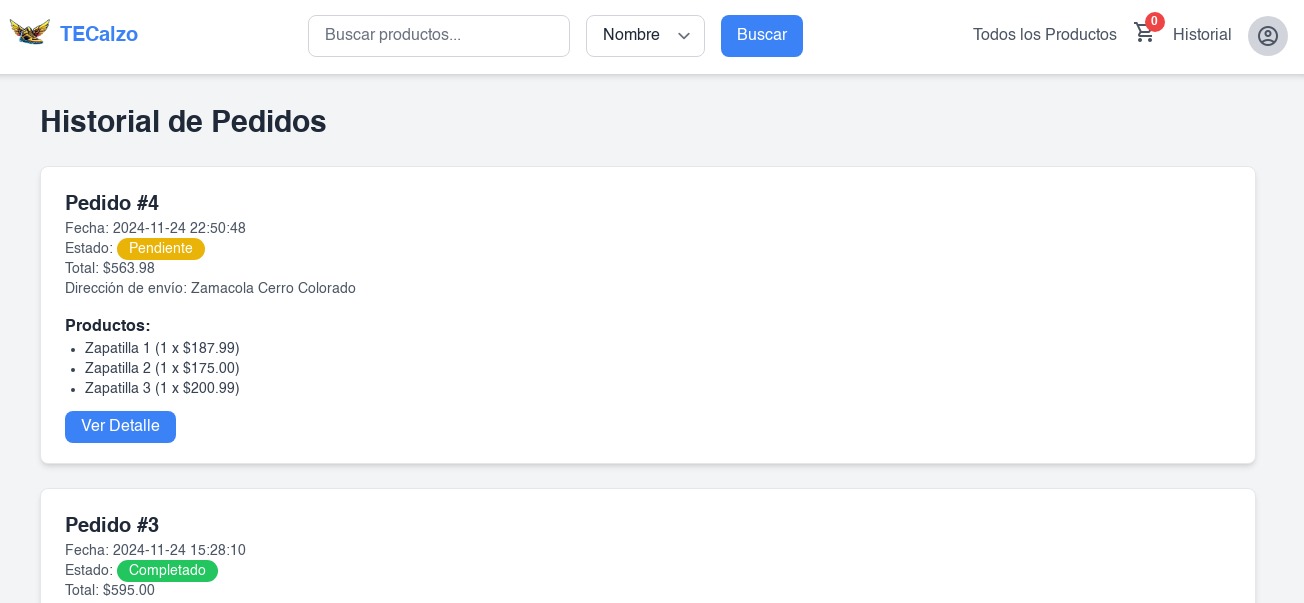 TECalzo
Buscar productos...
Nombre
Buscar
Todos los Productos
0
Historial
Historial de Pedidos
Pedido #4
Fecha: 2024-11-24 22:50:48
Estado: Pendiente
Total: $563.98
Dirección de envío: Zamacola Cerro Colorado
Productos:
• Zapatilla 1 (1 x $187.99)
• Zapatilla 2 (1 x $175.00)
• Zapatilla 3 (1 x $200.99)
Ver Detalle
Pedido #3
Fecha: 2024-11-24 15:28:10
Estado: Completado
Total: $595.00